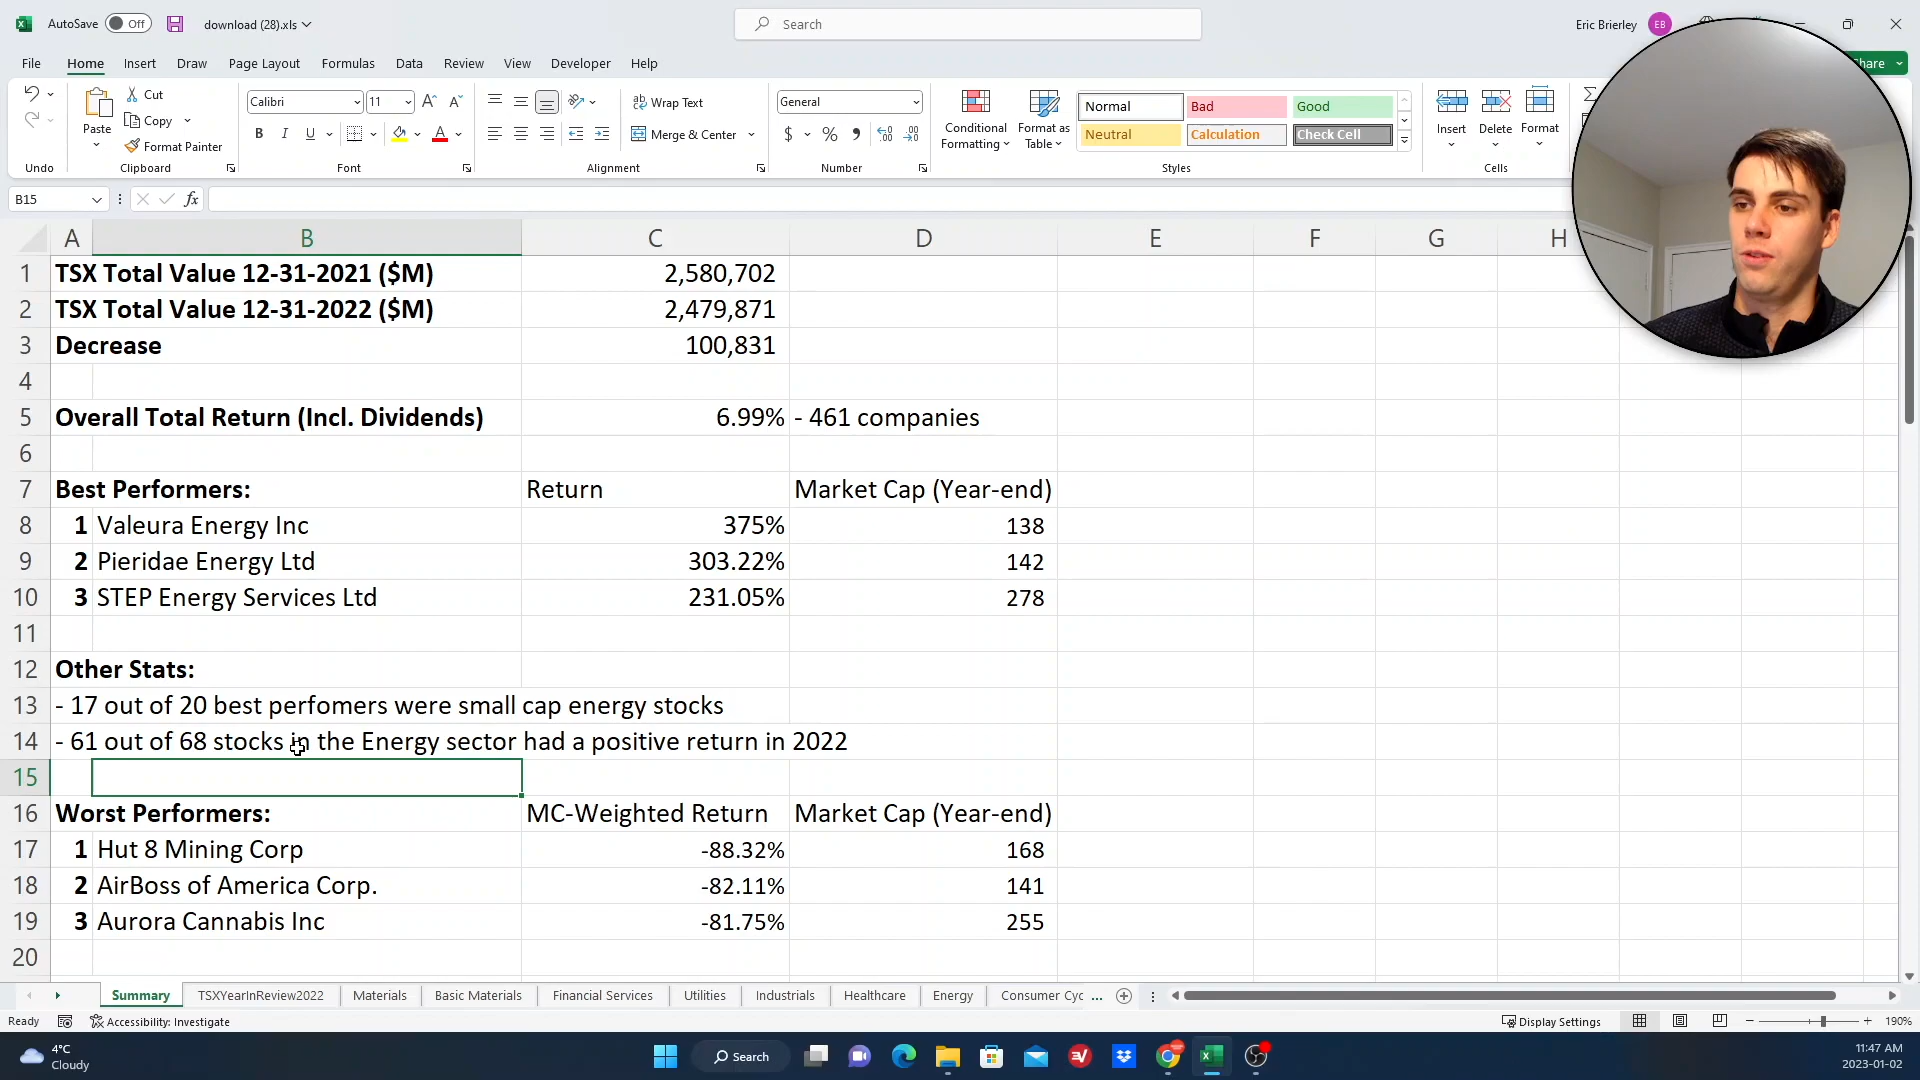 AutoSave Off download (28).xls Search Eric Brierley EB
File Home Insert Draw Page Layout Formulas Data Review View Developer Help
Share
Paste Cut Copy Format Painter
Calibri 11
B I U A
Wrap Text
Merge & Center
General
$ %
Conditional Formatting Format as Table
Normal Bad Good
Neutral Calculation Check Cell
Insert Delete Format
Undo Clipboard Font Alignment Number Styles Cells
B15 fx
A B C D E F G H
1 TSX Total Value 12-31-2021 ($M) 2,580,702
2 TSX Total Value 12-31-2022 ($M) 2,479,871
3 Decrease 100,831
4
5 Overall Total Return (Incl. Dividends) 6.99% - 461 companies
6
7 Best Performers: Return Market Cap (Year-end)
8 1 Valeura Energy Inc 375% 138
9 2 Pieridae Energy Ltd 303.22% 142
10 3 STEP Energy Services Ltd 231.05% 278
11
12 Other Stats:
13 - 17 out of 20 best perfomers were small cap energy stocks
14 - 61 out of 68 stocks in the Energy sector had a positive return in 2022
15
16 Worst Performers: MC-Weighted Return Market Cap (Year-end)
17 1 Hut 8 Mining Corp -88.32% 168
18 2 AirBoss of America Corp. -82.11% 141
19 3 Aurora Cannabis Inc -81.75% 255
20
Summary TSXYearInReview2022 Materials Basic Materials Financial Services Utilities Industrials Healthcare Energy Consumer Cyc ...
Ready Accessibility: Investigate Display Settings 190%
4°C
Cloudy
Search
11:47 AM
2023-01-02